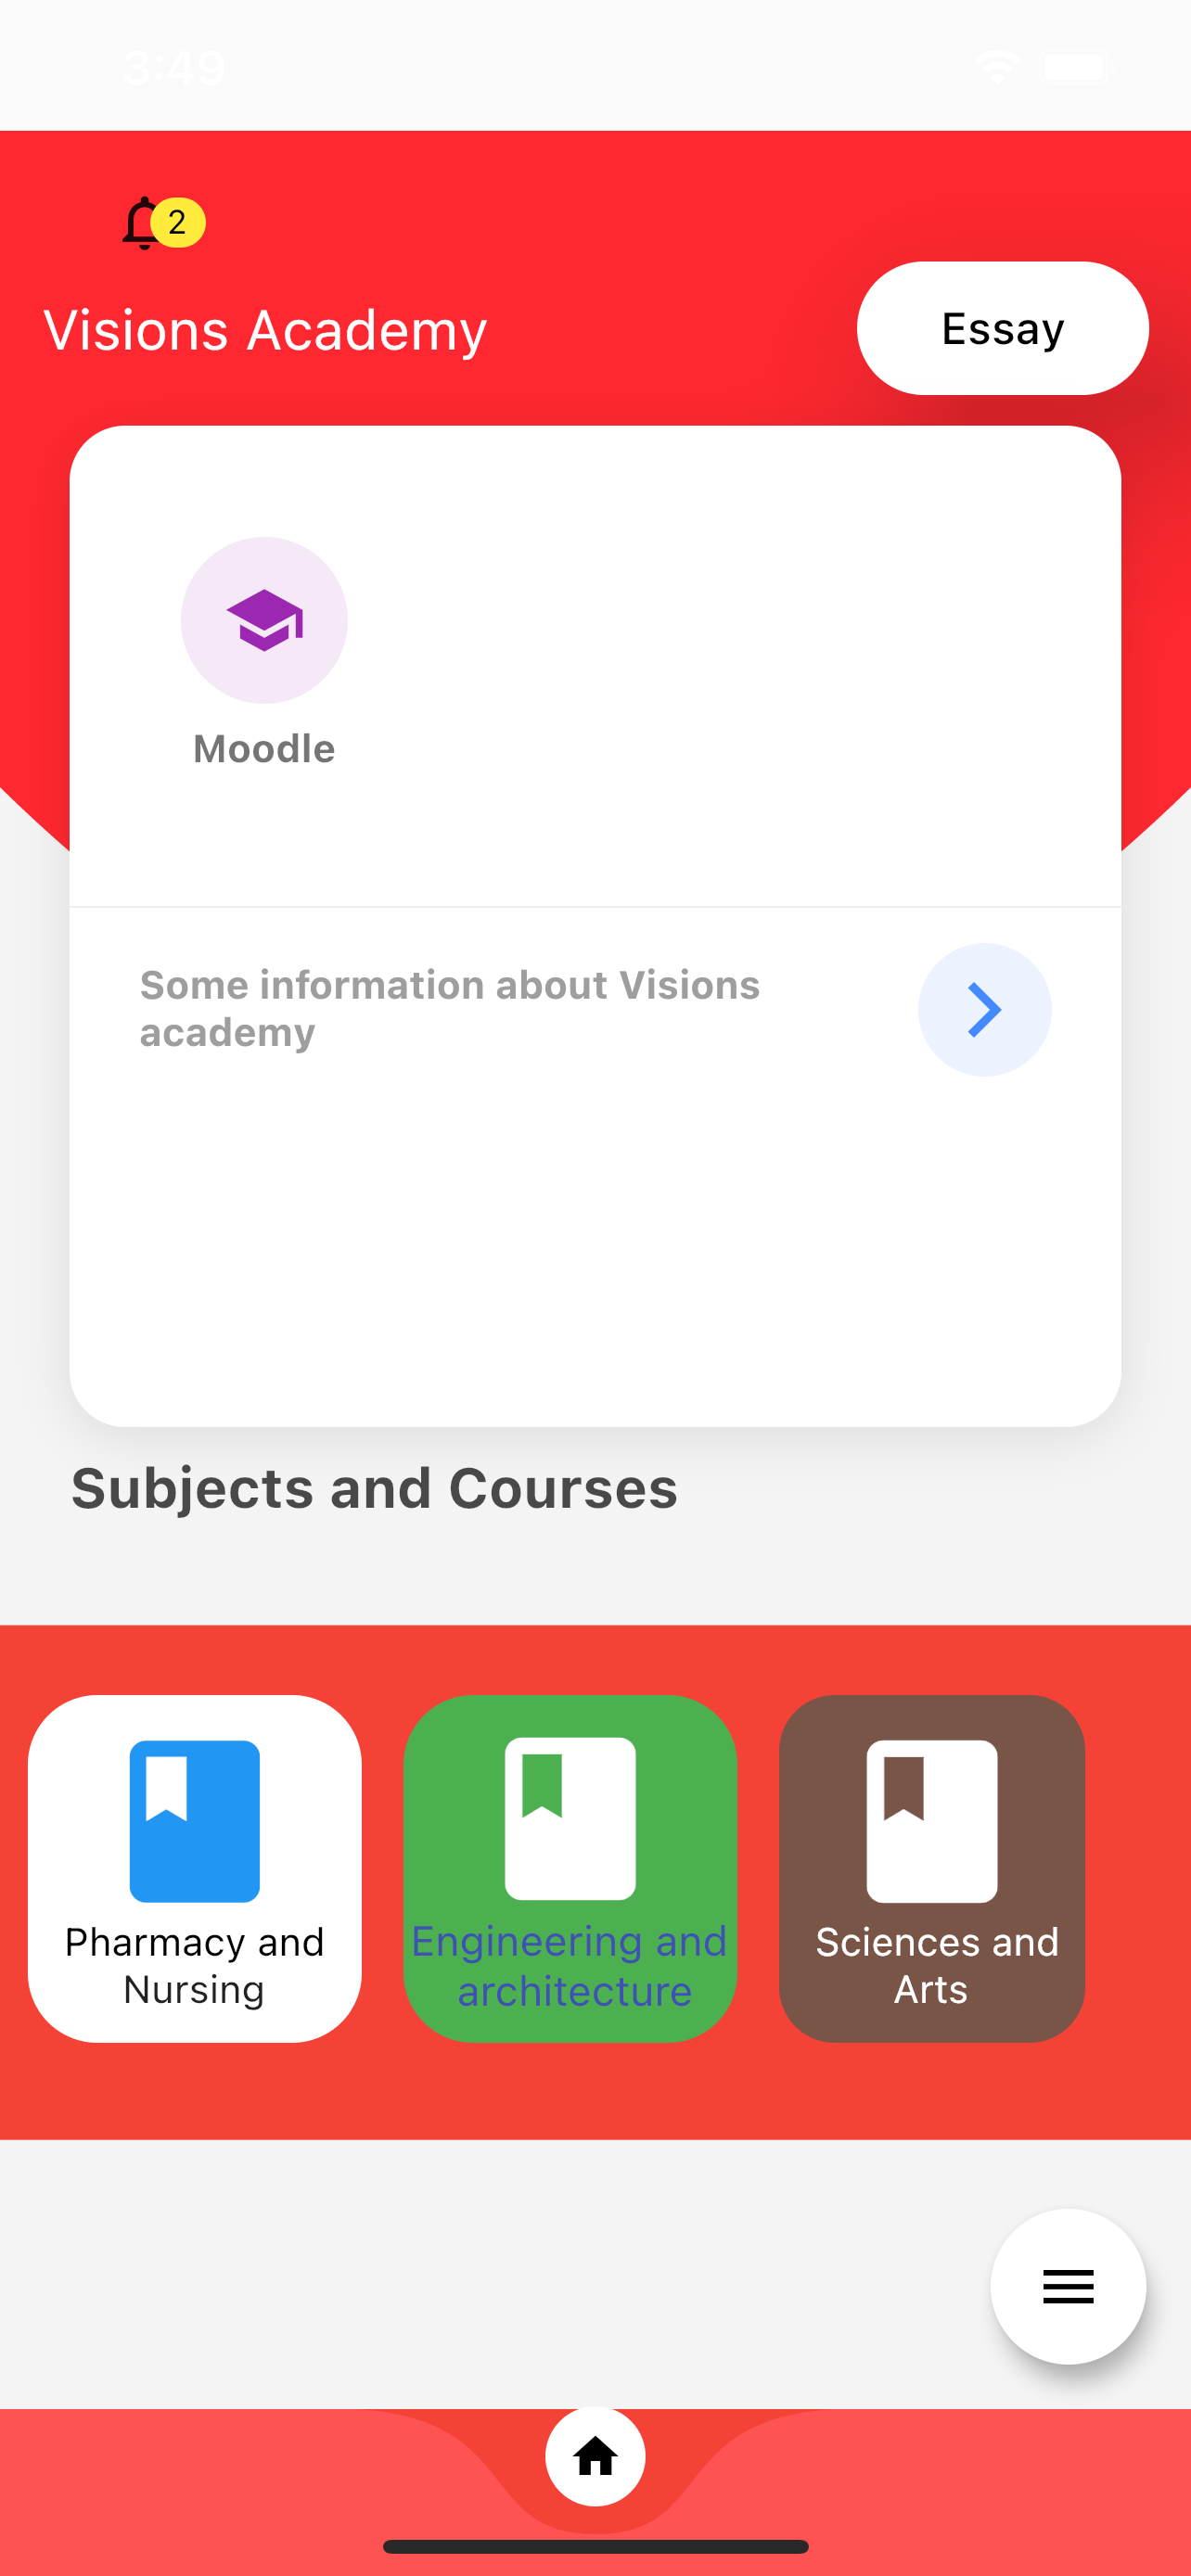 3:49
2
Visions Academy
Essay
Moodle
Some information about Visions
academy
Subjects and Courses
Pharmacy and
Nursing
Engineering and
architecture
Sciences and
Arts